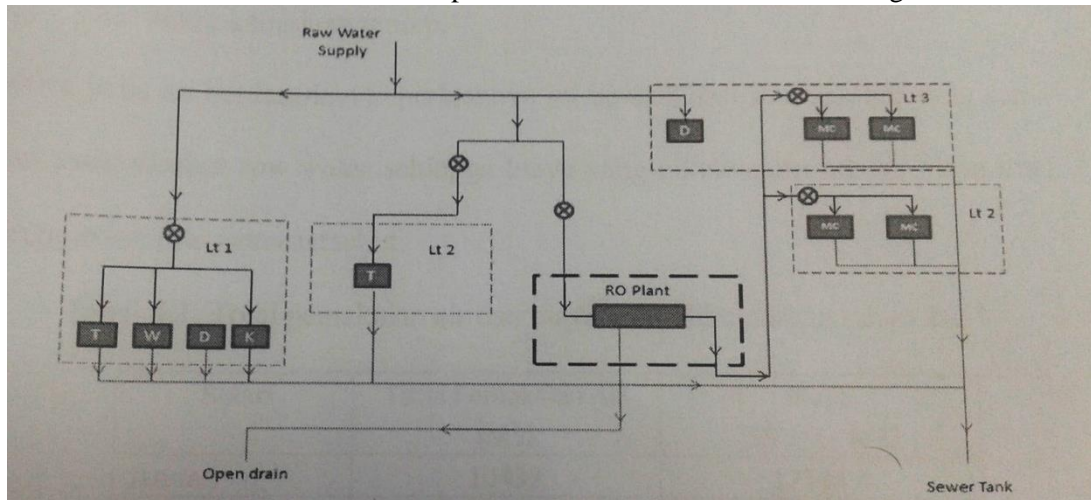 Raw Water
Supply
Lt 3
D
MC
MC
Lt 1
Lt 2
Lt 2
MC
MC
T
RO Plant
T
W
D
K
Open drain
Sewer Tank